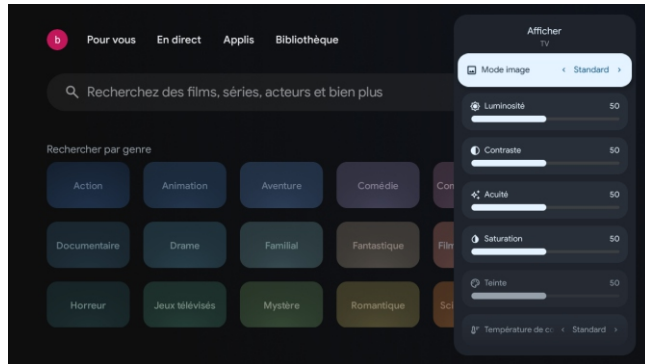 b Pour vous En direct Applis Bibliothèque
Recherchez des films, séries, acteurs et bien plus
Rechercher par genre
Action Animation Aventure Comédie
Documentaire Drame Familial Fantastique
Horreur Jeux télévisés Mystère Romantique
Afficher
TV
Mode image < Standard >
Luminosité 50
Contraste 50
Acuité 50
Saturation 50
Teinte 50
Température de < Standard >